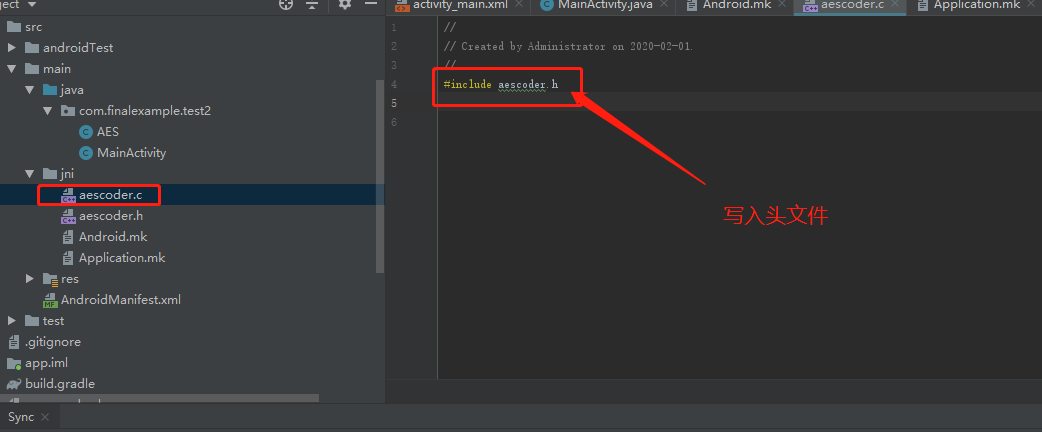 ject
activity_main.xml
MainActivity.java
Android.mk
aescoder.c
Application.mk
src
androidTest
main
java
com.finalexample.test2
AES
MainActivity
jni
aescoder.c
aescoder.h
Android.mk
Application.mk
res
AndroidManifest.xml
test
.gitignore
app.iml
build.gradle
1 //
2 // Created by Administrator on 2020-02-01.
3 //
4 #include aescoder.h
5
6
写入头文件
Sync